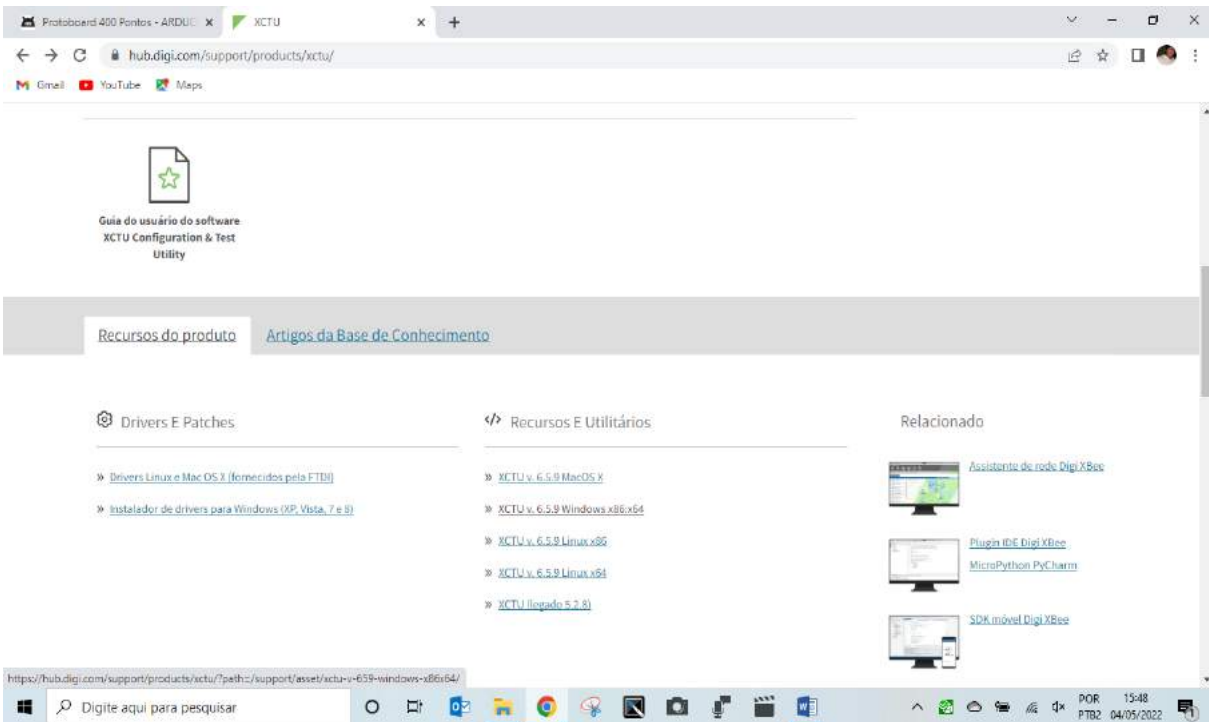 Protoboard 400 Pontos - ARDUC
XCTU
hub.digi.com/support/products/xctu/
Gmail
YouTube
Maps
Guia do usuário do software
XCTU Configuration & Test
Utility
Recursos do produto
Artigos da Base de Conhecimento
Drivers E Patches
» Drivers Linux e Mac OS X (fornecidos pela FTDI)
» Instalador de drivers para Windows (XP, Vista, 7 e 8)
Recursos E Utilitários
» XCTU v. 6.5.9 MacOS X
» XCTU v. 6.5.9 Windows x86:x64
» XCTU v. 6.5.9 Linux x86
» XCTU v. 6.5.9 Linux x64
» XCTU (legado 5.2.8)
Relacionado
Assistente de rede Digi XBee
Plugin IDE Digi XBee
MicroPython PyCharm
SDK móvel Digi XBee
https://hub.digi.com/support/products/xctu/?path=/support/asset/xctu-v-659-windows-x86x64/
Digite aqui para pesquisar
POR
PTB2
15:48
04/05/2022